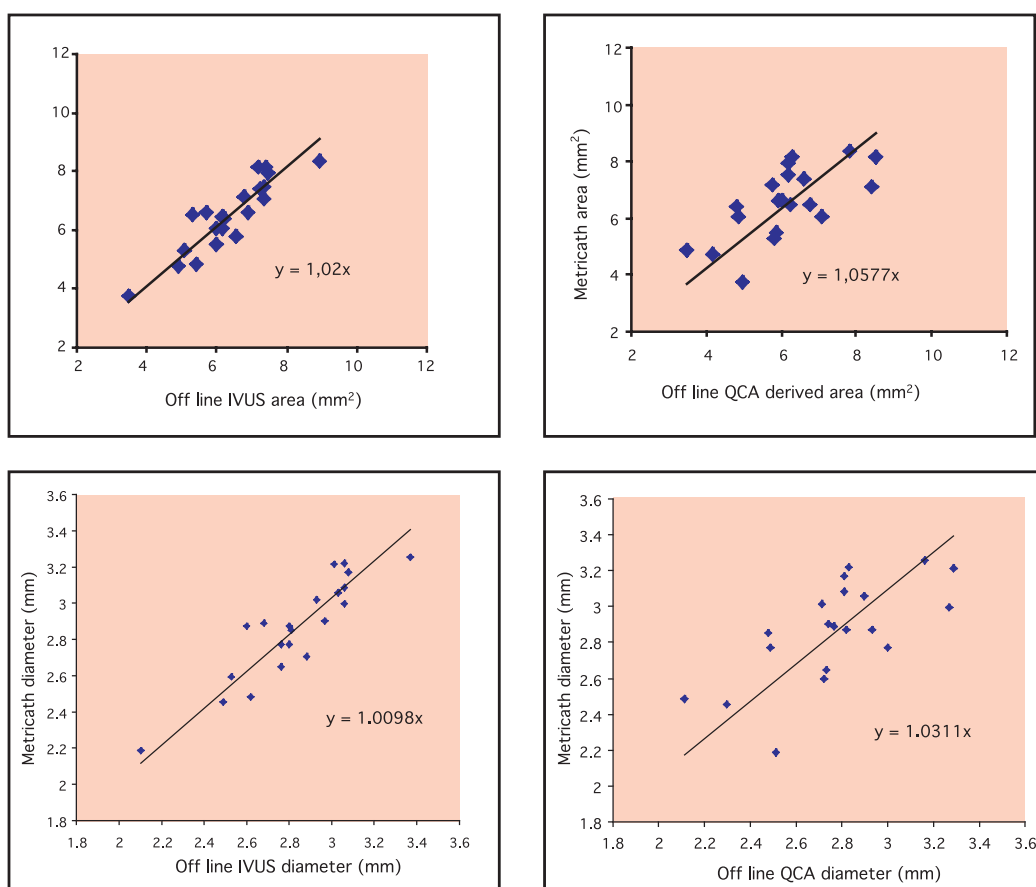 12
10
8
6
4
2
y = 1,02x
2 4 6 8 10 12
Off line IVUS area (mm²)
12
10
8
6
4
2
Metricath area (mm²)
y = 1,0577x
2 4 6 8 10 12
Off line QCA derived area (mm²)
3.6
3.4
3.2
3
2.8
2.6
2.4
2.2
2
1.8
Metricath diameter (mm)
y = 1.0098x
1.8 2 2.2 2.4 2.6 2.8 3 3.2 3.4 3.6
Off line IVUS diameter (mm)
3.6
3.4
3.2
3
2.8
2.6
2.4
2.2
2
1.8
Metricath diameter (mm)
y = 1.0311x
1.8 2 2.2 2.4 2.6 2.8 3 3.2 3.4 3.6
Off line QCA diameter (mm)